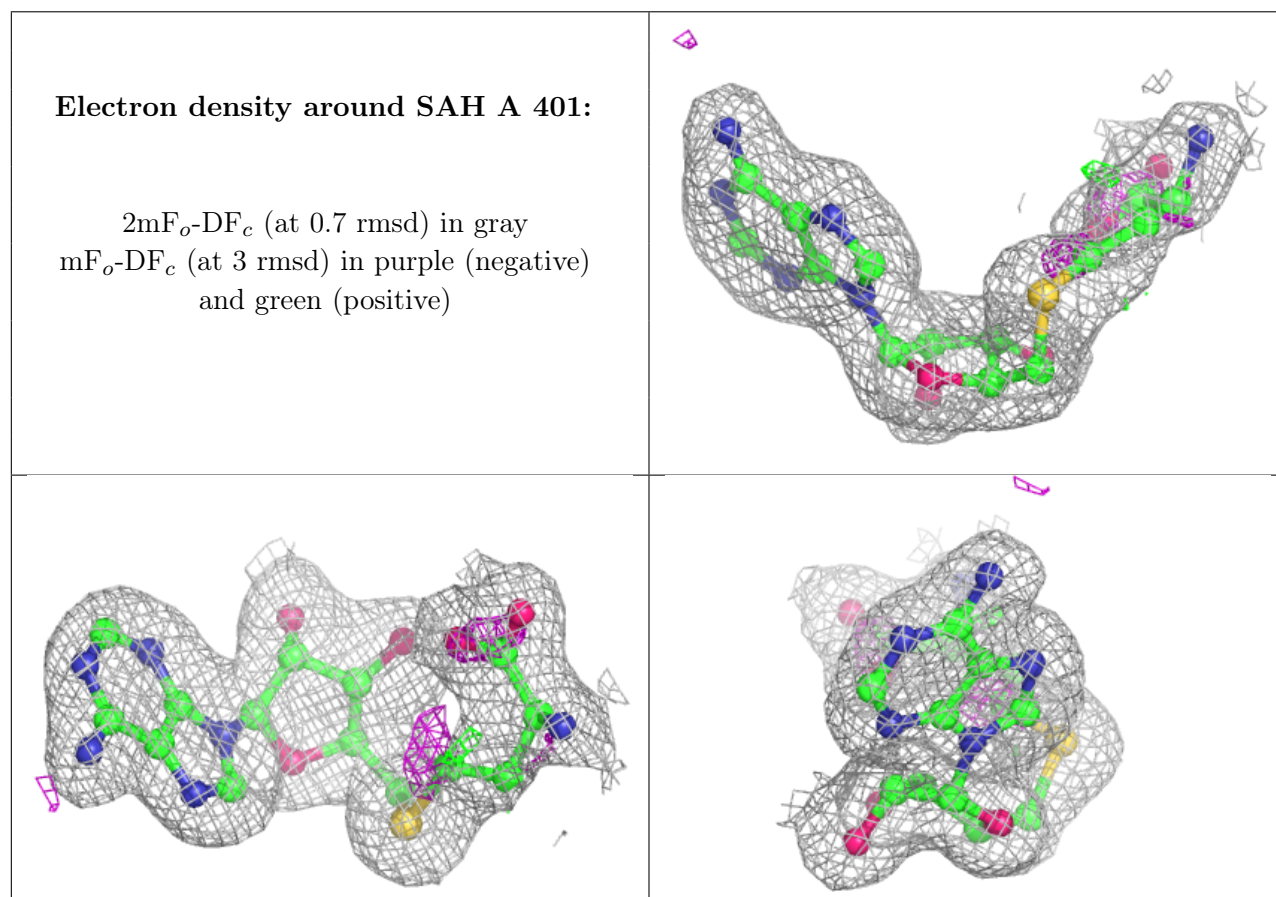 Electron density around SAH A 401:
2mFo-DFc (at 0.7 rmsd) in gray
mFo-DFc (at 3 rmsd) in purple (negative)
and green (positive)